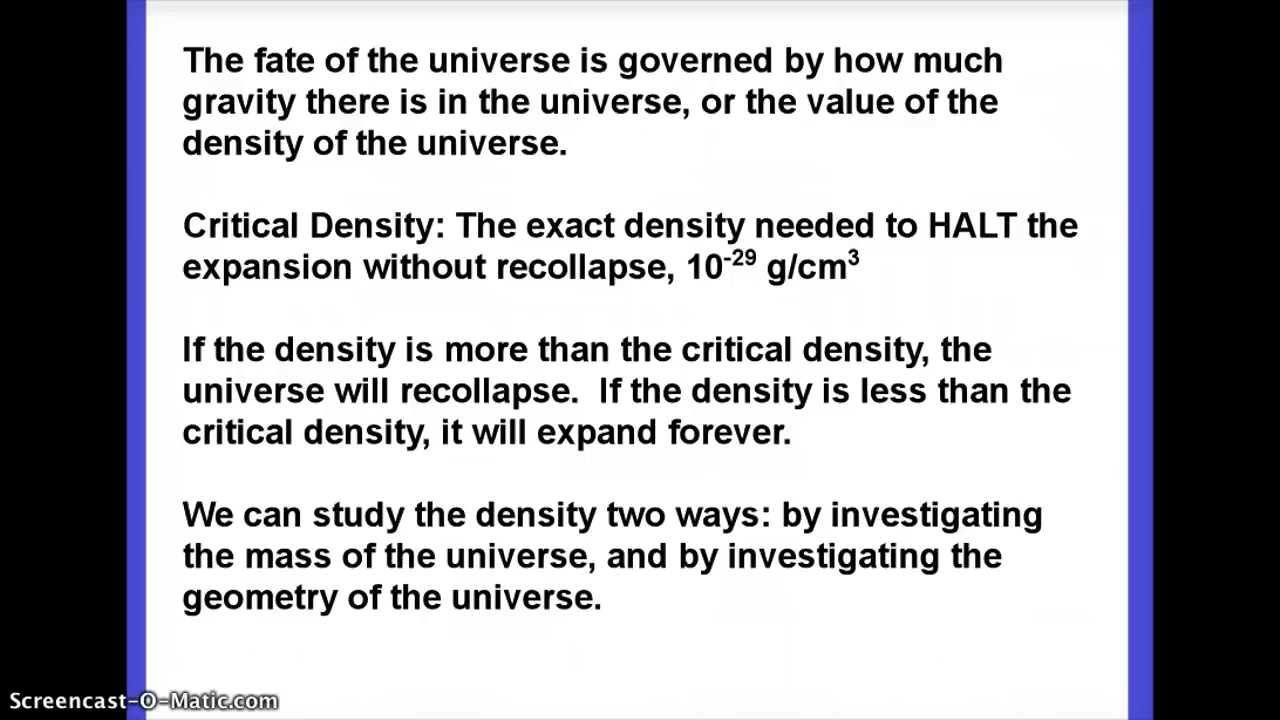 The fate of the universe is governed by how much
gravity there is in the universe, or the value of the
density of the universe.
Critical Density: The exact density needed to HALT the
expansion without recollapse, 10⁻²⁹ g/cm³
If the density is more than the critical density, the
universe will recollapse.  If the density is less than the
critical density, it will expand forever.
We can study the density two ways: by investigating
the mass of the universe, and by investigating the
geometry of the universe.
Screencast-O-Matic.com